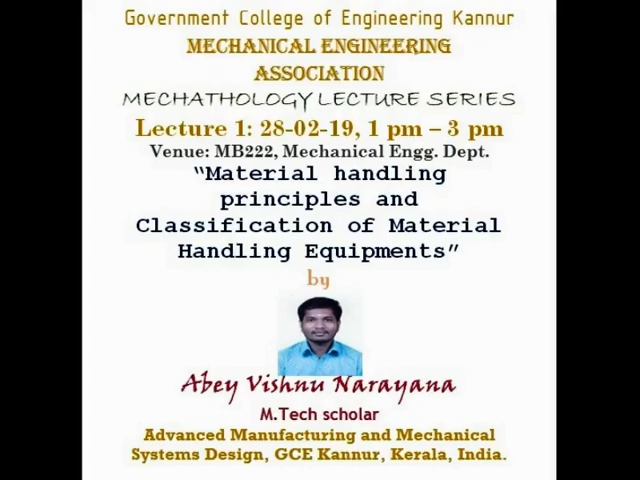 Government College of Engineering Kannur
MECHANICAL ENGINEERING
ASSOCIATION
MECHATHOLOGY LECTURE SERIES
Lecture 1: 28-02-19, 1 pm – 3 pm
Venue: MB222, Mechanical Engg. Dept.
“Material handling
principles and
Classification of Material
Handling Equipments”
by
Abey Vishnu Narayana
M.Tech scholar
Advanced Manufacturing and Mechanical
Systems Design, GCE Kannur, Kerala, India.